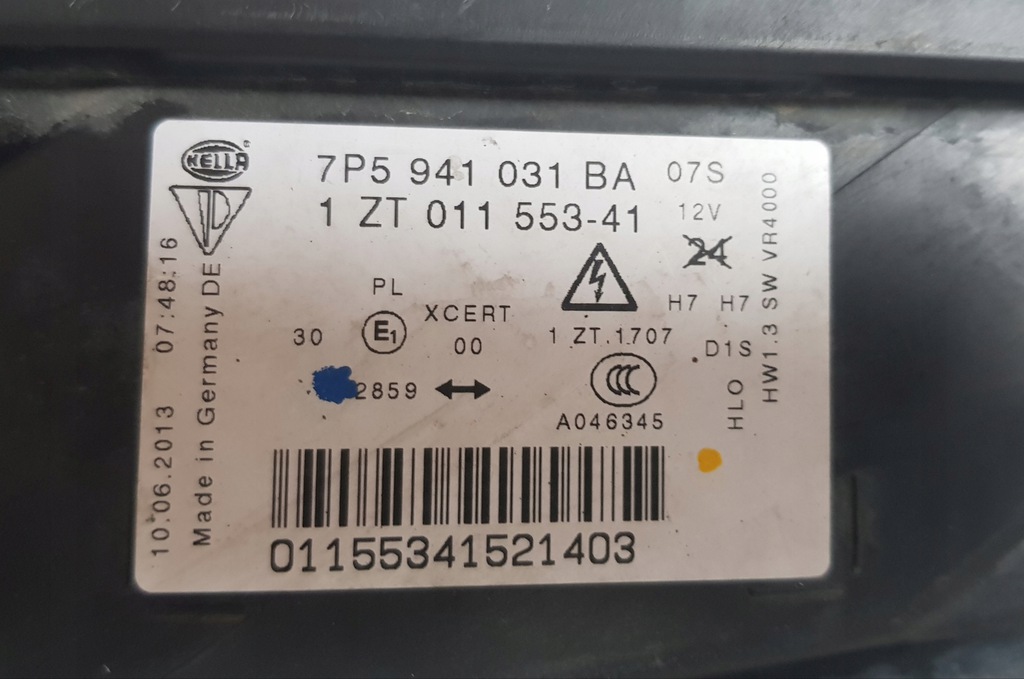 HELLA
7P5 941 031 BA 07S
1 ZT 011 553-41 12V
24
PL
XCERT
H7 H7
30 E1 00 1 ZT.1707
D1S
2859
CCC
A046345
HLO
HW1.3 SW VR4000
10.06.2013 07:48:16
Made in Germany DE
01155341521403